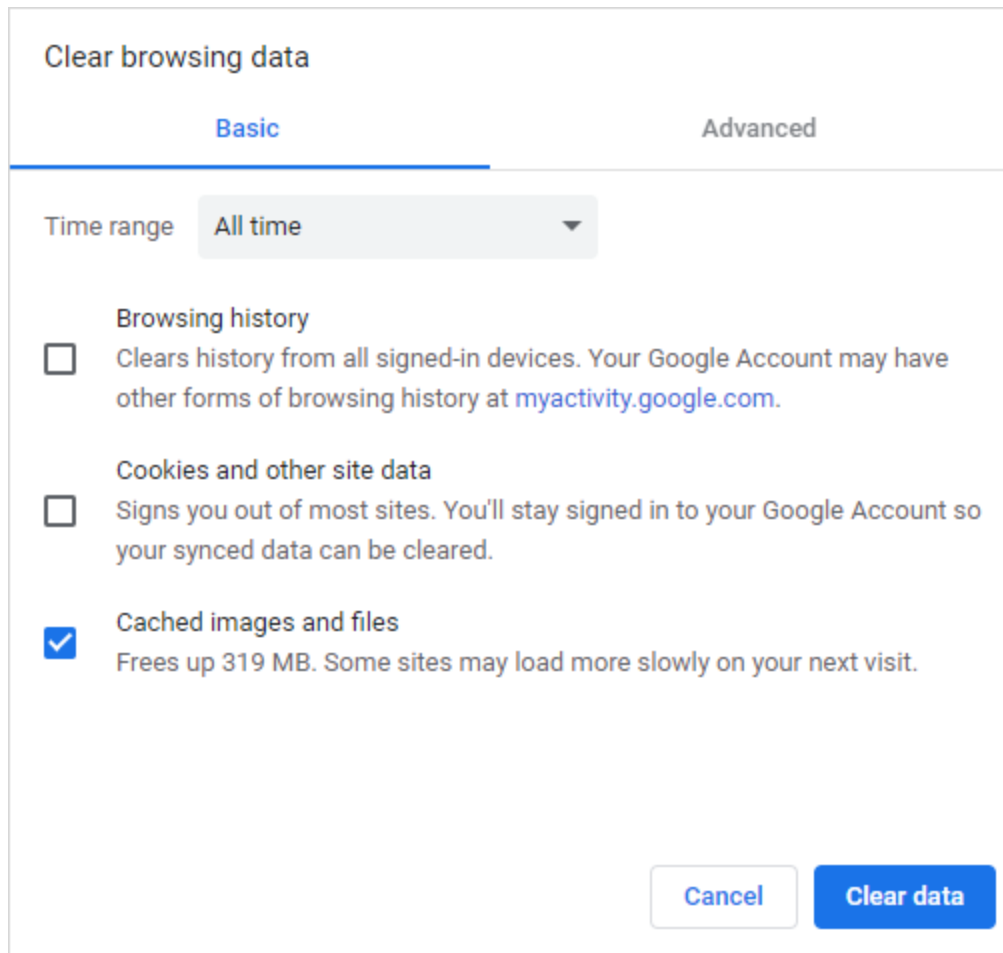 Clear browsing data
Basic
Advanced
Time range
All time
Browsing history
Clears history from all signed-in devices. Your Google Account may have
other forms of browsing history at myactivity.google.com.
Cookies and other site data
Signs you out of most sites. You'll stay signed in to your Google Account so
your synced data can be cleared.
Cached images and files
Frees up 319 MB. Some sites may load more slowly on your next visit.
Cancel
Clear data